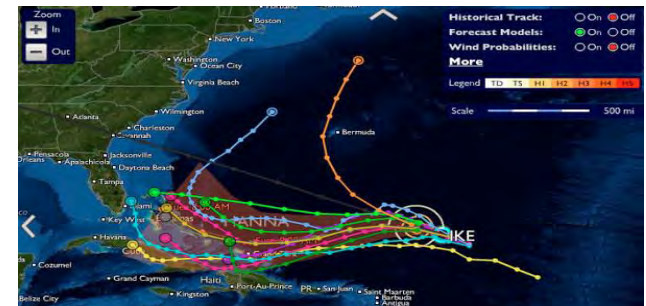 Zoom
In
Out
Historical Track: On Off
Forecast Models: On Off
Wind Probabilities: On Off
More
Legend TD TS H1 H2 H3 H4 H5
Scale 500 mi
Boston
New York
Washington
Ocean City
Virginia Beach
Wilmington
Atlanta
Charleston
Savannah
Bermuda
Pensacola
Jacksonville
Orleans
Apalachicola
Daytona Beach
Tampa
Miami
AM
Key West
HANNA
IKE
Havana
Cozumel
Grand Cayman
Haiti
Port-Au-Prince
PR
San Juan
Saint Maarten
Barbuda
Antigua
Kingston
Belize City